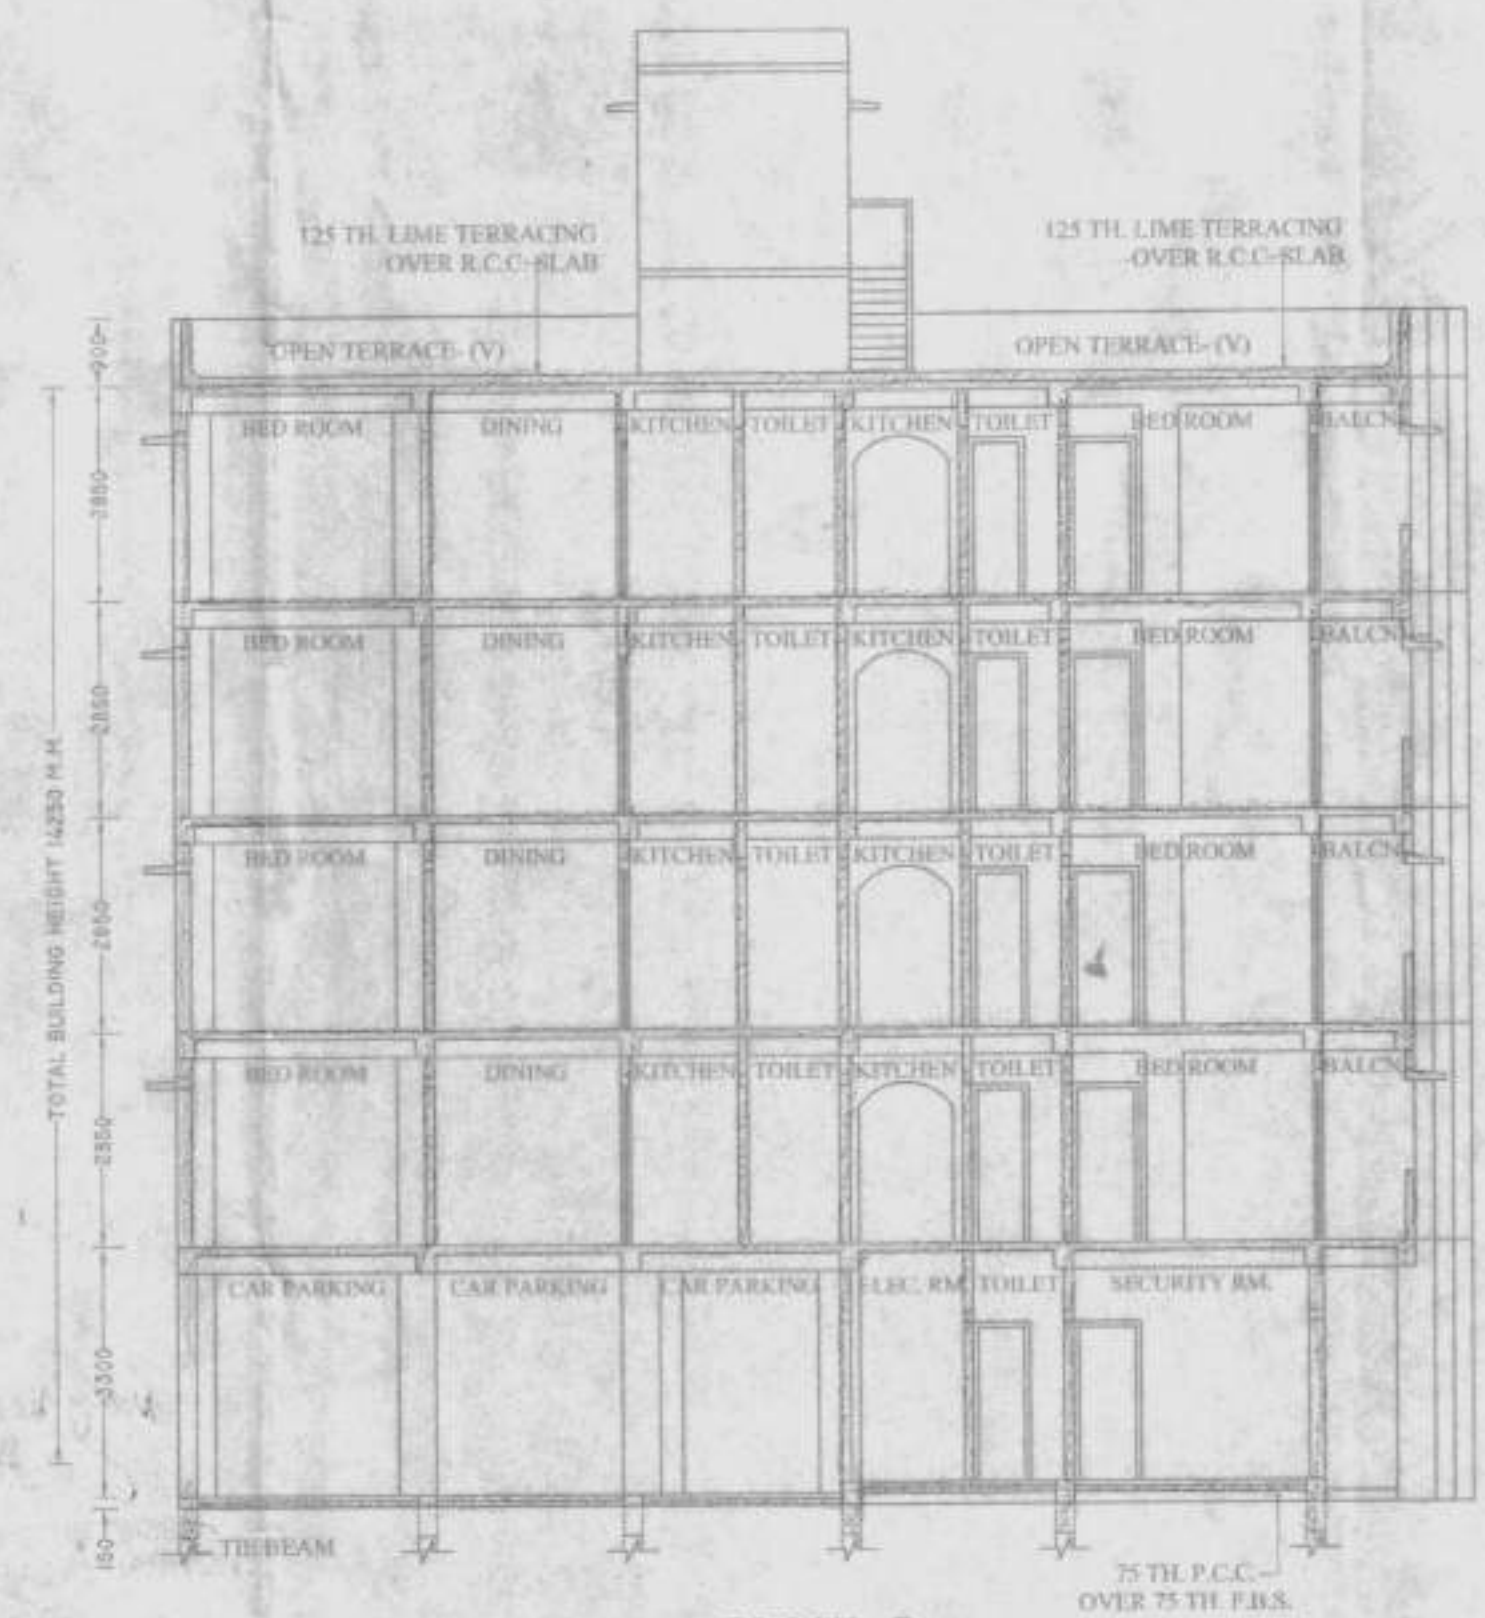 125 TH. LIME TERRACING
OVER R.C.C-SLAB
125 TH. LIME TERRACING
OVER R.C.C-SLAB
OPEN TERRACE- (V)
OPEN TERRACE- (V)
900
BED ROOM DINING KITCHEN TOILET KITCHEN TOILET BED ROOM BALCN
2850
BED ROOM DINING KITCHEN TOILET KITCHEN TOILET BED ROOM BALCN
2850
TOTAL BUILDING HEIGHT 14250 M.M
BED ROOM DINING KITCHEN TOILET KITCHEN TOILET BED ROOM BALCN
2850
BED ROOM DINING KITCHEN TOILET KITCHEN TOILET BED ROOM BALCN
2850
CAR PARKING CAR PARKING CAR PARKING ELEC. RM TOILET SECURITY RM.
3300
150
TIE BEAM
75 TH. P.C.C.
OVER 75 TH. F.B.S.